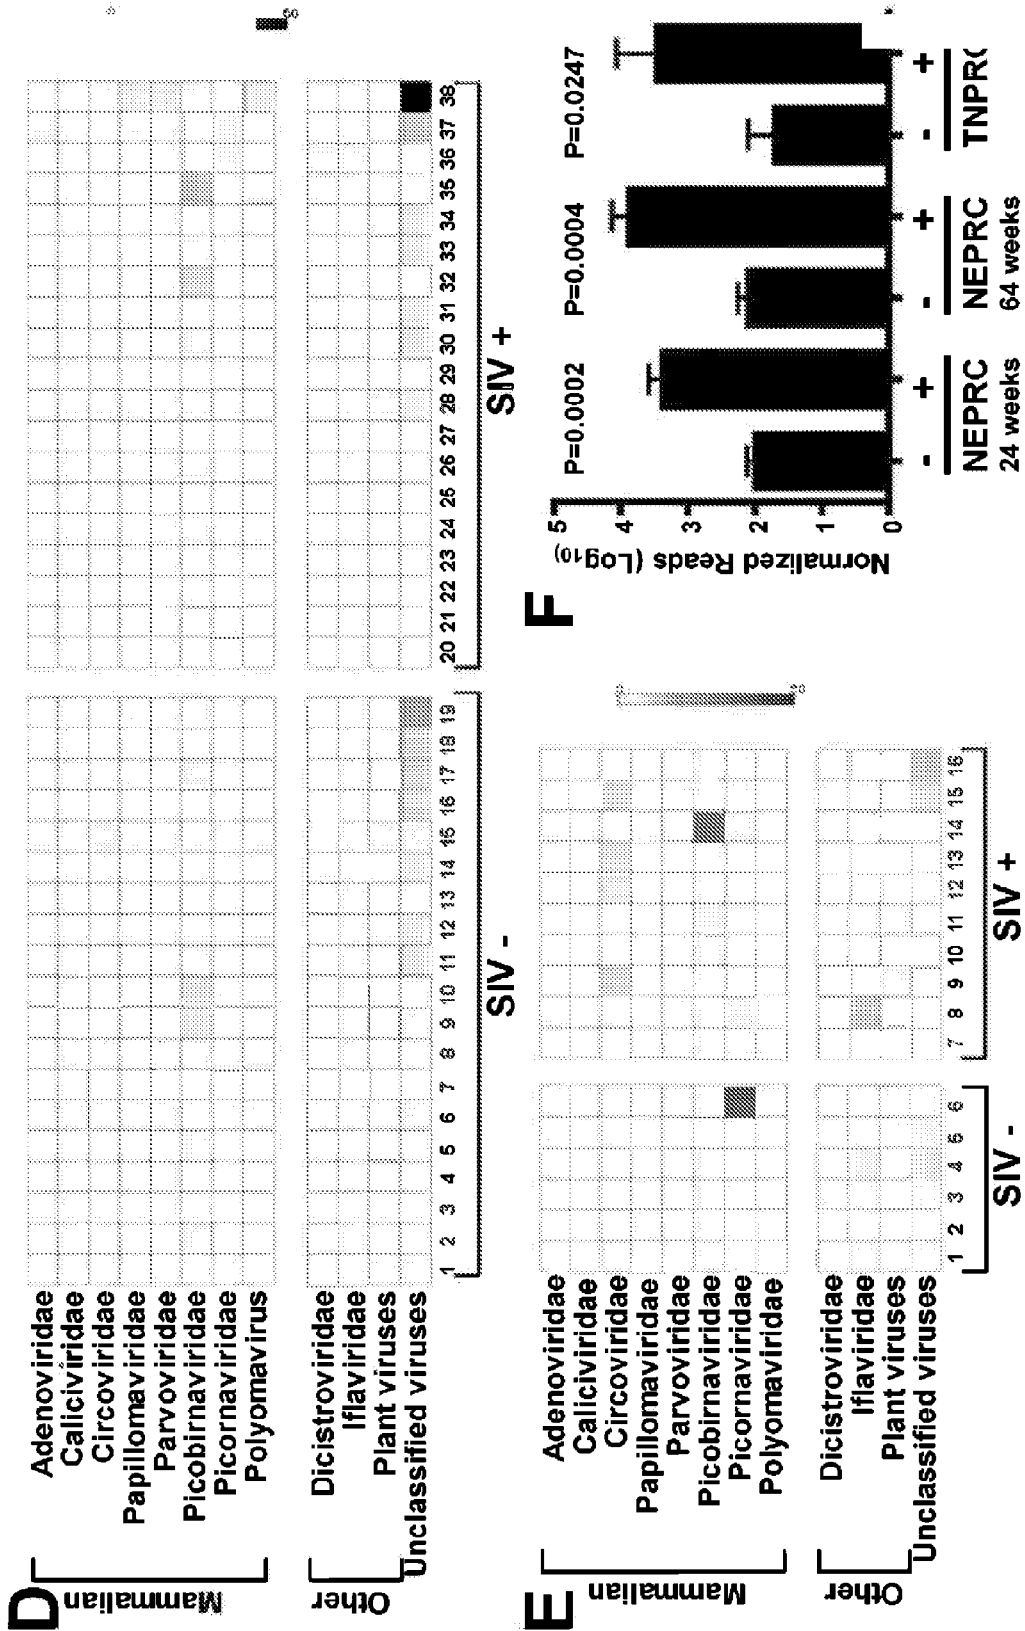 D
Mammalian
Adenoviridae
Caliciviridae
Circoviridae
Papillomaviridae
Parvoviridae
Picobirnaviridae
Picornaviridae
Polyomavirus
Other
Dicistroviridae
Iflaviridae
Plant viruses
Unclassified viruses
1 2 3 4 5 6 7 8 9 10 11 12 13 14 15 16 17 18 19
SIV -
20 21 22 23 24 25 26 27 28 29 30 31 32 33 34 35 36 37 38
SIV +
E
Mammalian
Adenoviridae
Caliciviridae
Circoviridae
Papillomaviridae
Parvoviridae
Picobirnaviridae
Picornaviridae
Polyomavirus
Other
Dicistroviridae
Iflaviridae
Plant viruses
Unclassified viruses
1 2 3 4 5 6
SIV -
7 8 9 10 11 12 13 14 15 16
SIV +
F
Normalized Reads (Log10)
5
4
3
2
1
0
P=0.0002 P=0.0004 P=0.0247
- + - + - +
NEPRC NEPRC TNPRC
24 weeks 64 weeks